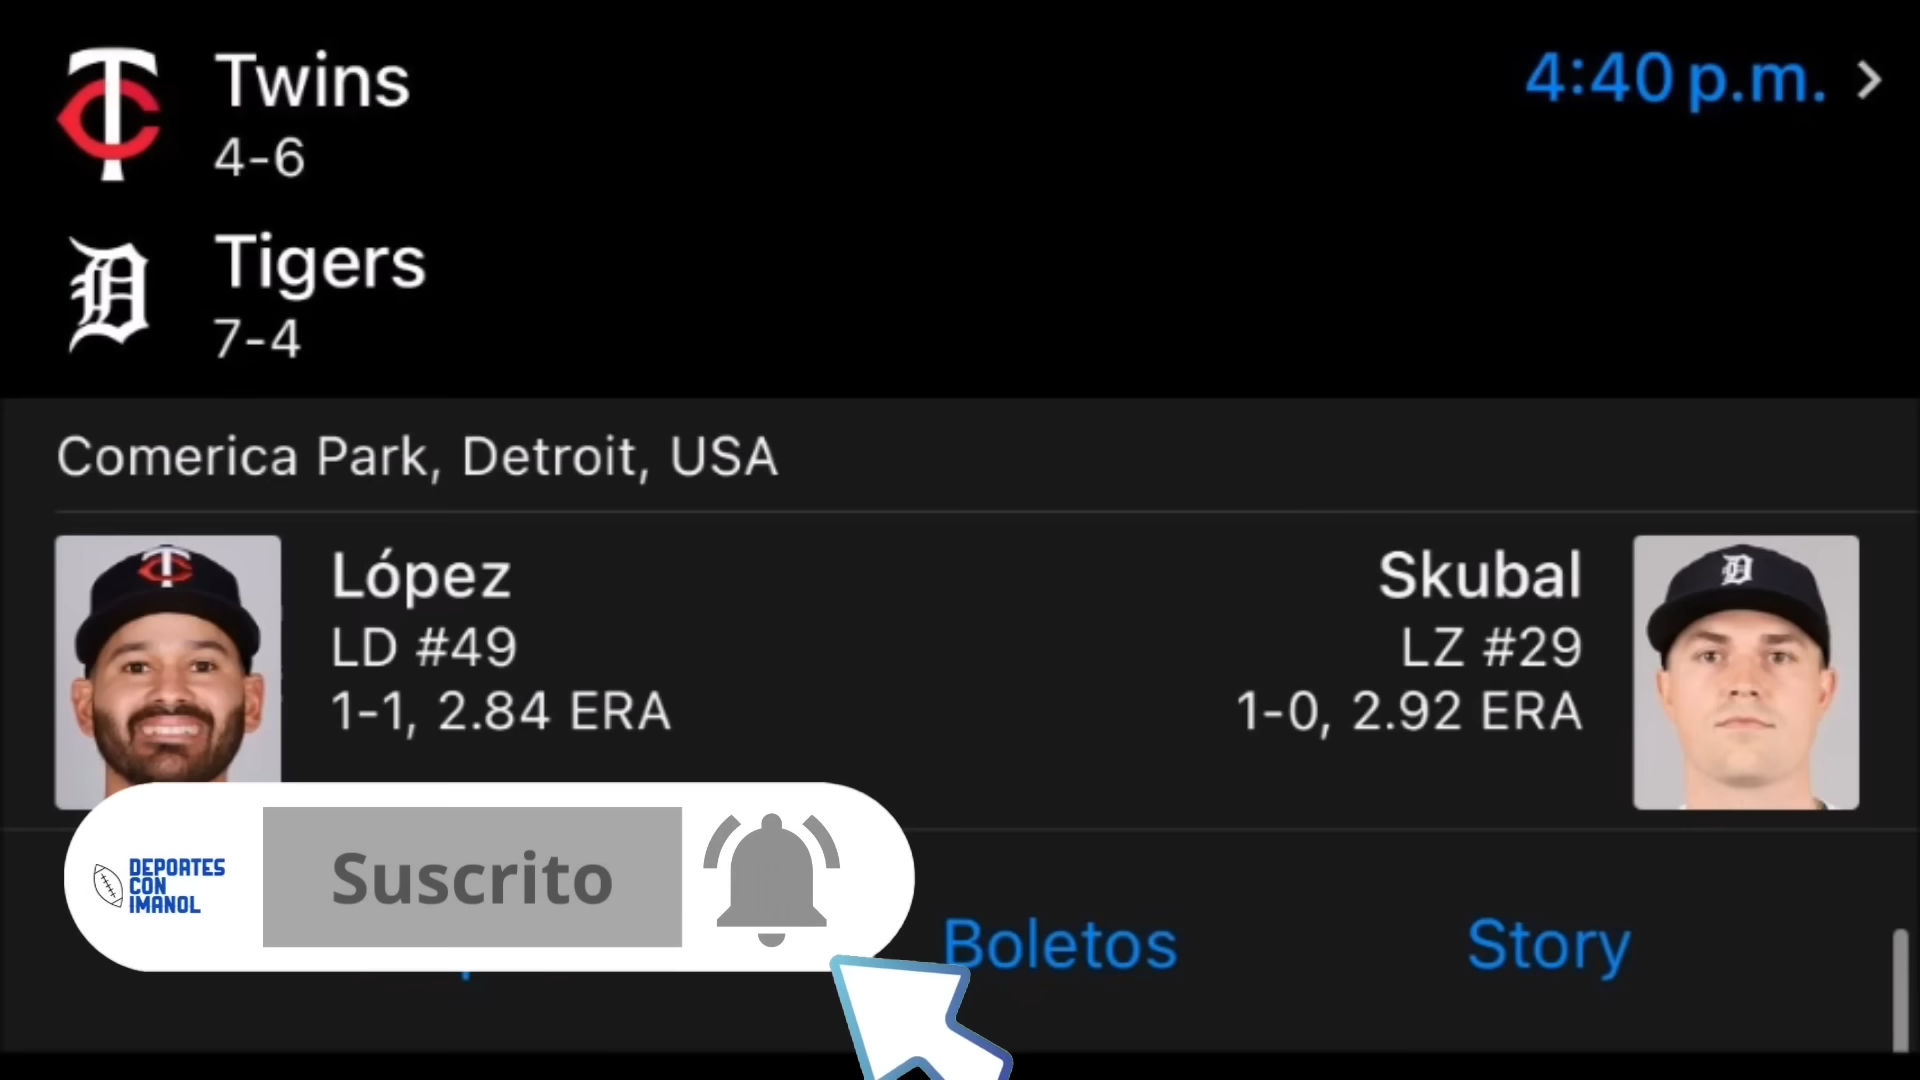 Twins
4-6
4:40 p.m.
Tigers
7-4
Comerica Park, Detroit, USA
López
LD #49
1-1, 2.84 ERA
Skubal
LZ #29
1-0, 2.92 ERA
DEPORTES
CON
IMANOL
Suscrito
Boletos
Story